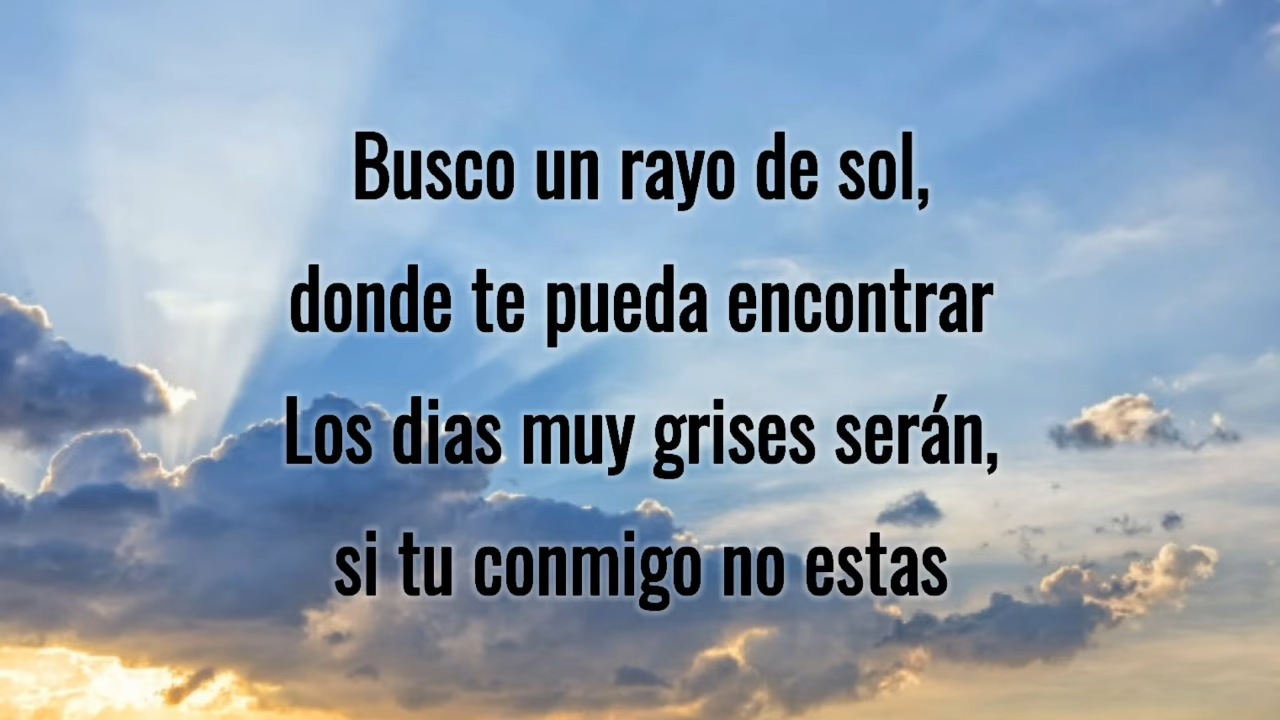 Busco un rayo de sol,
donde te pueda encontrar
Los dias muy grises serán,
si tu conmigo no estas